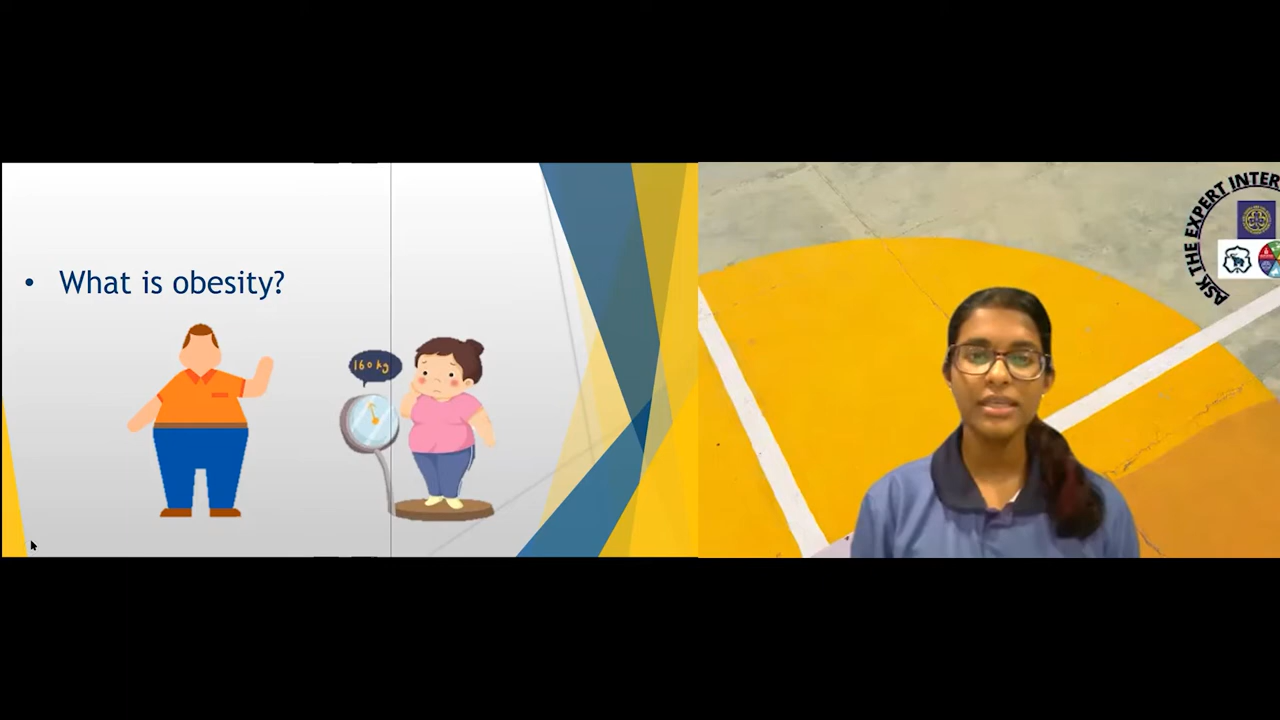 • What is obesity?
160 kg
ASK THE EXPERT INTER